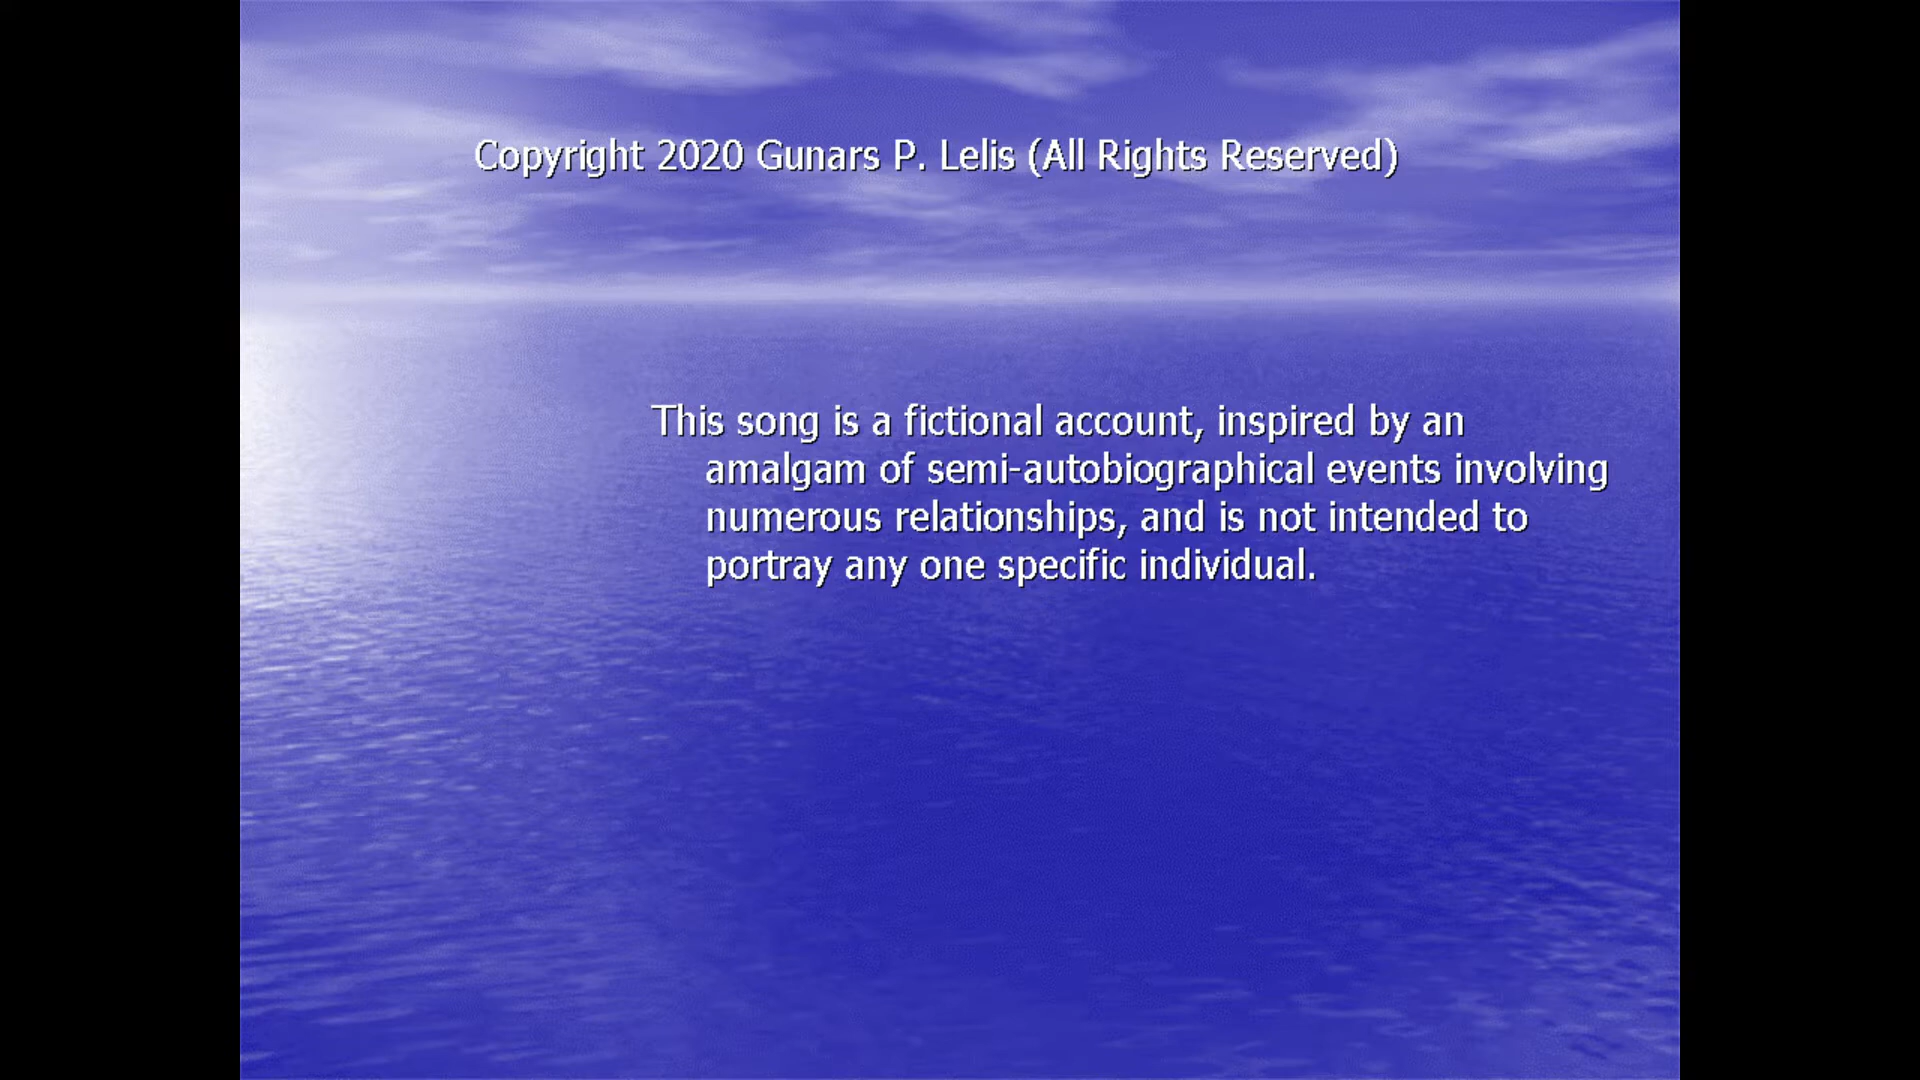 Copyright 2020 Gunars P. Lelis (All Rights Reserved)
This song is a fictional account, inspired by an
amalgam of semi-autobiographical events involving
numerous relationships, and is not intended to
portray any one specific individual.